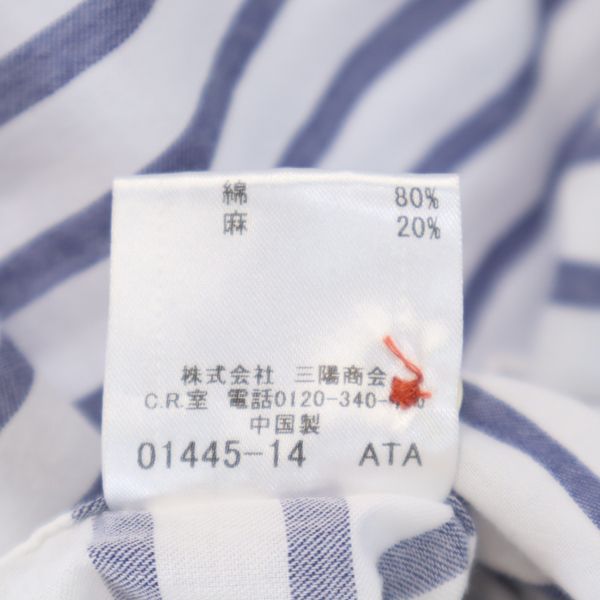 綿 80%
麻 20%
株式会社 三陽商会
C.R.室 電話0120-340-
中国製
01445-14 ATA